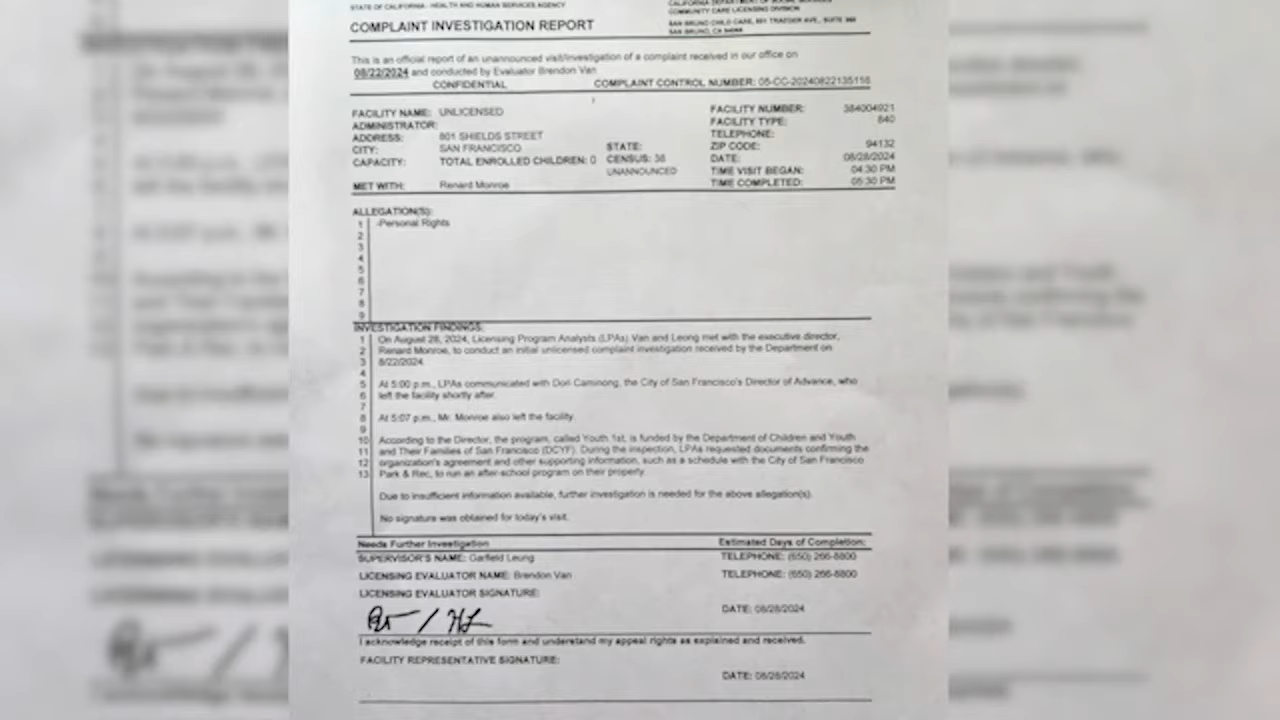 STATE OF CALIFORNIA - HEALTH AND HUMAN SERVICES AGENCY
CALIFORNIA DEPARTMENT OF SOCIAL SERVICES
COMMUNITY CARE LICENSING DIVISION
COMPLAINT INVESTIGATION REPORT
SAN BRUNO CHILD CARE, 851 TRAEGER AVE., SUITE 360
SAN BRUNO, CA 94066
This is an official report of an unannounced visit/investigation of a complaint received in our office on
08/22/2024 and conducted by Evaluator Brendon Van
CONFIDENTIAL COMPLAINT CONTROL NUMBER: 05-CC-20240822135116
FACILITY NAME: UNLICENSED FACILITY NUMBER: 384004921
ADMINISTRATOR: FACILITY TYPE: 840
ADDRESS: 801 SHIELDS STREET TELEPHONE:
CITY: SAN FRANCISCO STATE: ZIP CODE: 94132
CAPACITY: TOTAL ENROLLED CHILDREN: 0 CENSUS: 38 DATE: 08/28/2024
UNANNOUNCED TIME VISIT BEGAN: 04:30 PM
MET WITH: Renard Monroe TIME COMPLETED: 05:30 PM
ALLEGATION(S):
1 -Personal Rights
2
3
4
5
6
7
8
9
INVESTIGATION FINDINGS:
1 On August 28, 2024, Licensing Program Analysts (LPAs) Van and Leong met with the executive director,
2 Renard Monroe, to conduct an initial unlicensed complaint investigation received by the Department on
3 8/22/2024.
4
5 At 5:00 p.m., LPAs communicated with Dori Caminong, the City of San Francisco's Director of Advance, who
6 left the facility shortly after.
7
8 At 5:07 p.m., Mr. Monroe also left the facility.
9
10 According to the Director, the program, called Youth 1st, is funded by the Department of Children and Youth
11 and Their Families of San Francisco (DCYF). During the inspection, LPAs requested documents confirming the
12 organization's agreement and other supporting information, such as a schedule with the City of San Francisco
13 Park & Rec, to run an after-school program on their property.
Due to insufficient information available, further investigation is needed for the above allegation(s).
No signature was obtained for today's visit.
Needs Further Investigation Estimated Days of Completion:
SUPERVISOR'S NAME: Garfield Leung TELEPHONE: (650) 266-8800
LICENSING EVALUATOR NAME: Brendon Van TELEPHONE: (650) 266-8800
LICENSING EVALUATOR SIGNATURE:
DATE: 08/28/2024
I acknowledge receipt of this form and understand my appeal rights as explained and received.
FACILITY REPRESENTATIVE SIGNATURE:
DATE: 08/28/2024